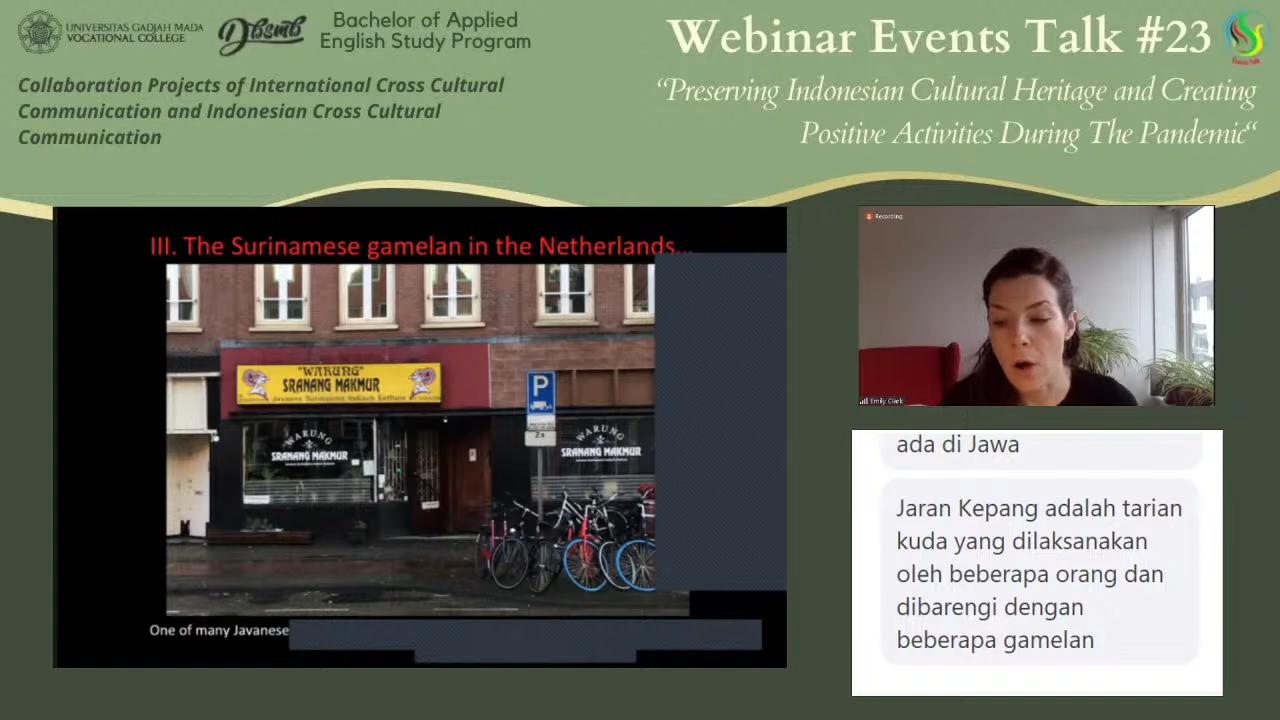 UNIVERSITAS GADJAH MADA
VOCATIONAL COLLEGE
Dbsmb
Bachelor of Applied
English Study Program
Collaboration Projects of International Cross Cultural
Communication and Indonesian Cross Cultural
Communication
Webinar Events Talk #23
“Preserving Indonesian Cultural Heritage and Creating
Positive Activities During The Pandemic“
III. The Surinamese gamelan in the Netherlands...
"WARUNG"
SRANANG MAKMUR
P
WARUNG
SRANANG MAKMUR
WARUNG
SRANANG MAKMUR
One of many Javanese
Recording
Emily Clark
ada di Jawa
Jaran Kepang adalah tarian
kuda yang dilaksanakan
oleh beberapa orang dan
dibarengi dengan
beberapa gamelan